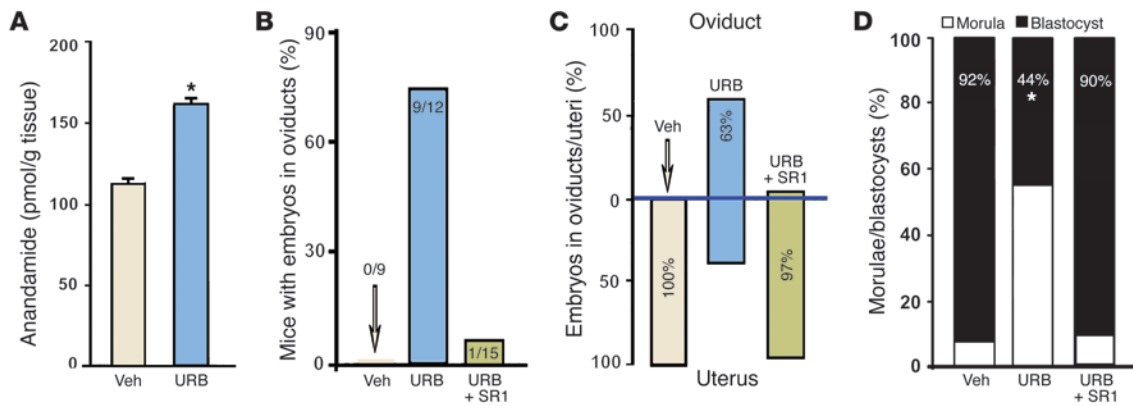 A
Anandamide (pmol/g tissue)
200
150
100
50
0
*
Veh
URB
B
Mice with embryos in oviducts (%)
90
60
30
0
0/9
9/12
1/15
Veh
URB
URB
+ SR1
C
Oviduct
Embryos in oviducts/uteri (%)
100
50
0
50
100
Veh
URB
URB
+ SR1
100%
63%
97%
Uterus
D
Morula
Blastocyst
Morulae/blastocysts (%)
100
80
60
40
20
0
92%
44%
*
90%
Veh
URB
URB
+ SR1